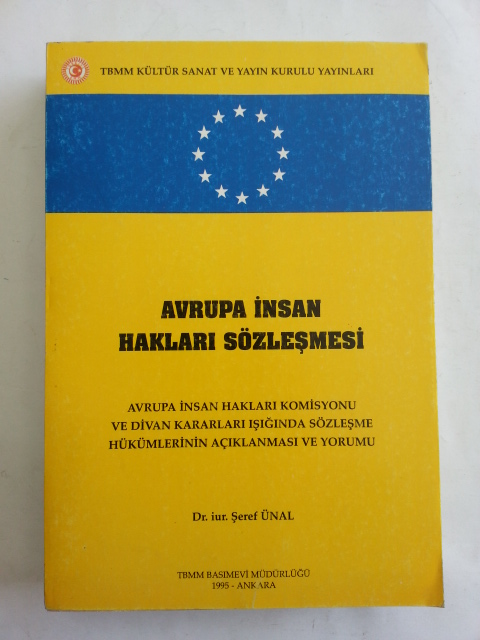 TBMM KÜLTÜR SANAT VE YAYIN KURULU YAYINLARI
AVRUPA İNSAN
HAKLARI SÖZLEŞMESİ
AVRUPA İNSAN HAKLARI KOMİSYONU
VE DİVAN KARARLARI IŞIĞINDA SÖZLEŞME
HÜKÜMLERİNİN AÇIKLANMASI VE YORUMU
Dr. iur. Şeref ÜNAL
TBMM BASIMEVİ MÜDÜRLÜĞÜ
1995 - ANKARA